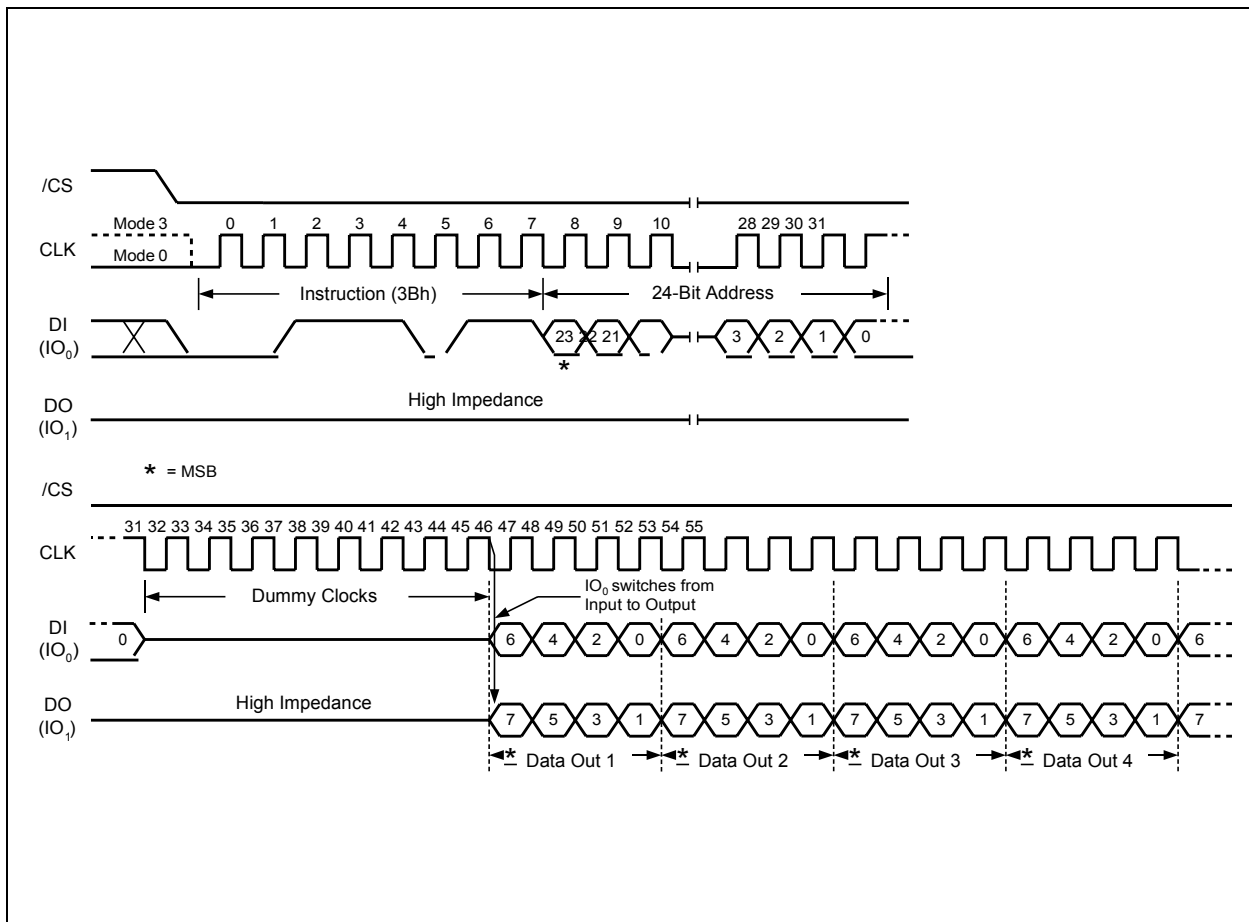 /CS
Mode 3 0 1 2 3 4 5 6 7 8 9 10 28 29 30 31
CLK
Mode 0
Instruction (3Bh) 24-Bit Address
DI
(IO0) 23 22 21 3 2 1 0
*
High Impedance
DO
(IO1)
* = MSB
/CS
31 32 33 34 35 36 37 38 39 40 41 42 43 44 45 46 47 48 49 50 51 52 53 54 55
CLK
Dummy Clocks
IO0 switches from
Input to Output
DI
(IO0) 0 6 4 2 0 6 4 2 0 6 4 2 0 6 4 2 0 6
High Impedance
DO
(IO1) 7 5 3 1 7 5 3 1 7 5 3 1 7 5 3 1 7
* Data Out 1 * Data Out 2 * Data Out 3 * Data Out 4